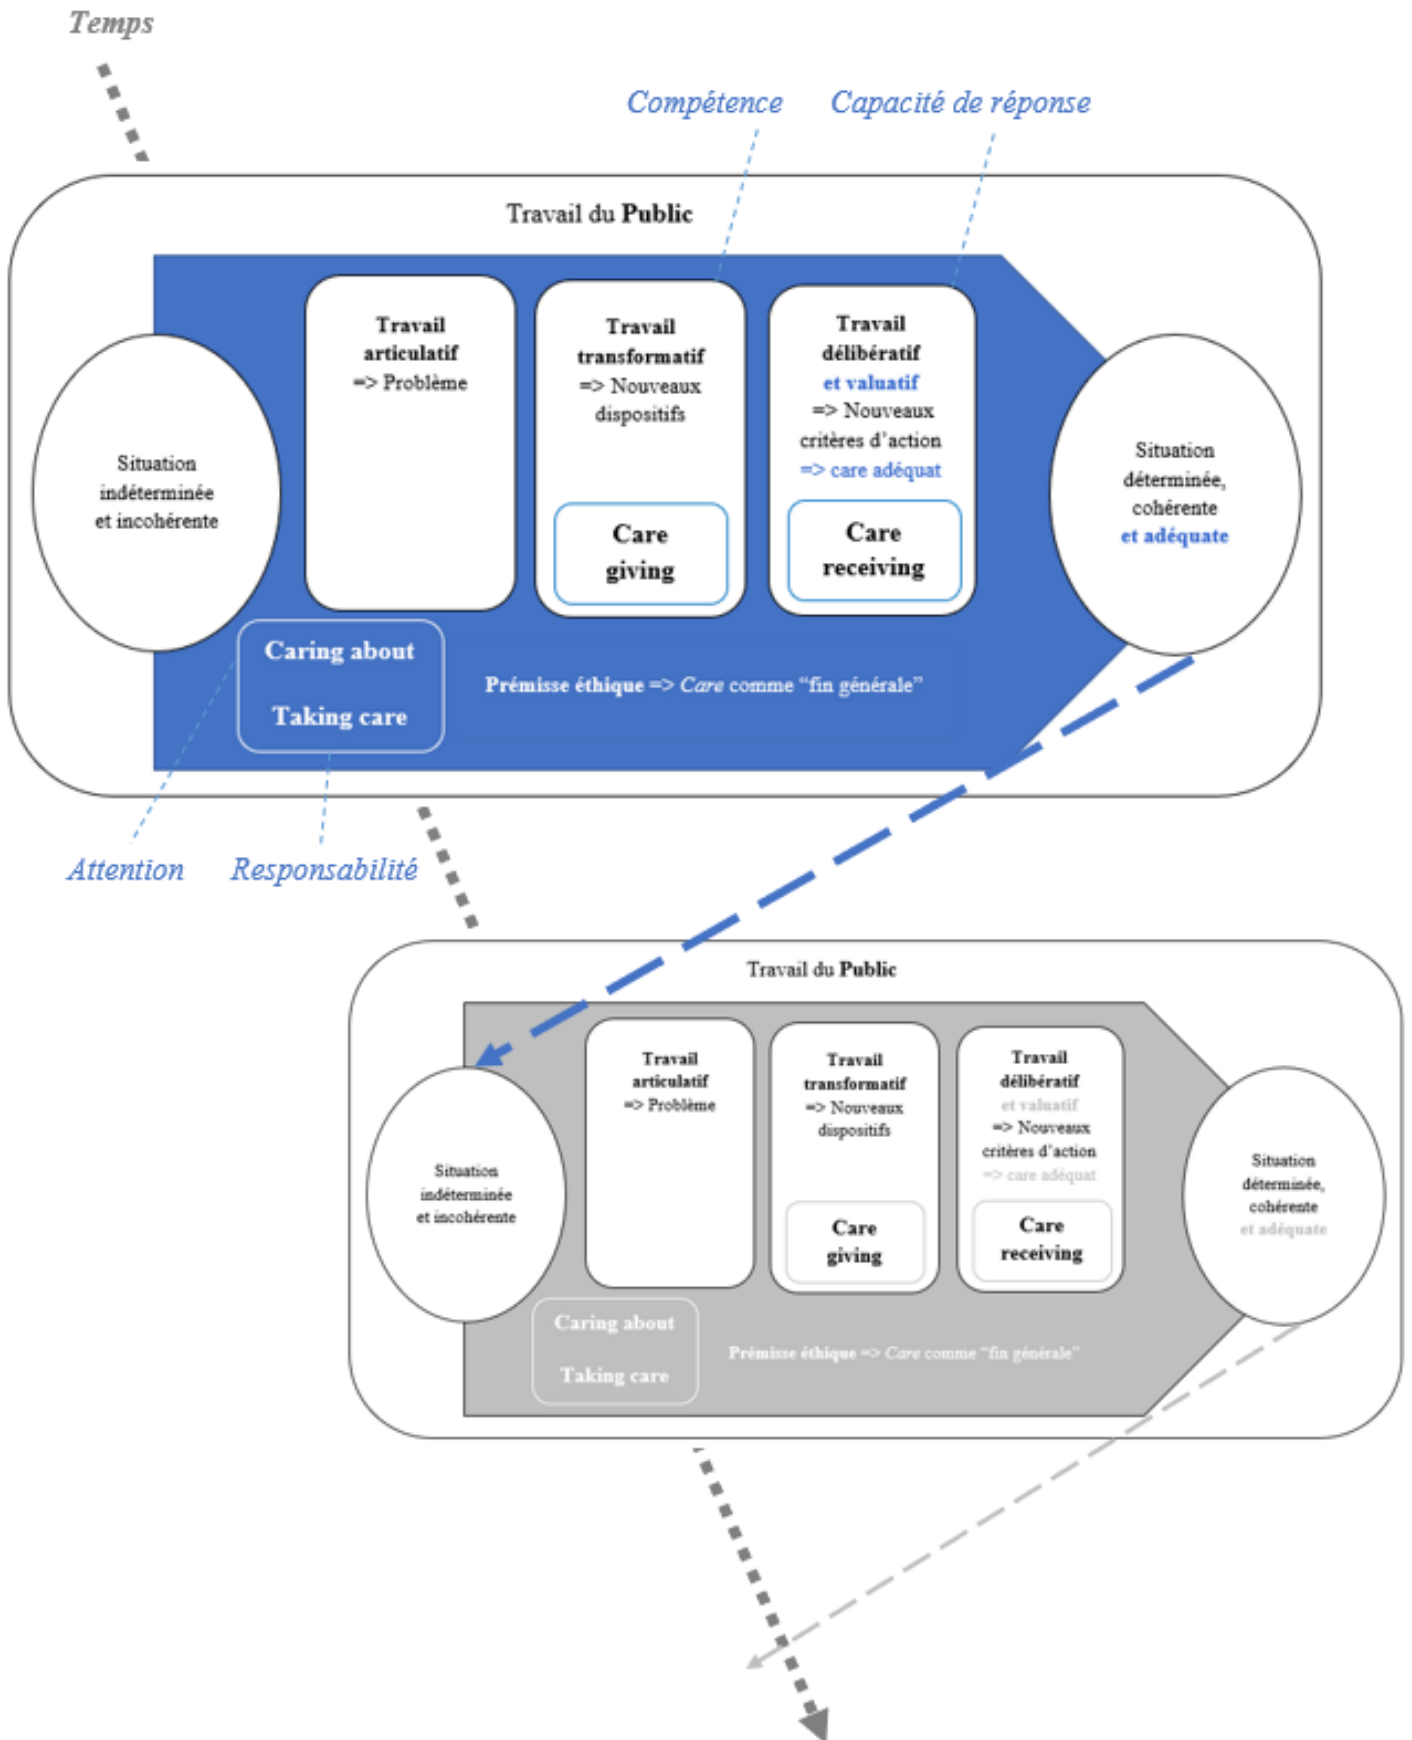 Temps
Compétence
Capacité de réponse
Travail du Public
Travail
articulatif
=> Problème
Travail
transformatif
=> Nouveaux
dispositifs
Care
giving
Travail
délibératif
et valuatif
=> Nouveaux
critères d’action
=> care adéquat
Care
receiving
Situation
indéterminée
et incohérente
Situation
déterminée,
cohérente
et adéquate
Caring about
Taking care
Prémisse éthique => Care comme “fin générale”
Attention
Responsabilité
Travail du Public
Travail
articulatif
=> Problème
Travail
transformatif
=> Nouveaux
dispositifs
Care
giving
Travail
délibératif
et valuatif
=> Nouveaux
critères d’action
=> care adéquat
Care
receiving
Situation
indéterminée
et incohérente
Situation
déterminée,
cohérente
et adéquate
Caring about
Taking care
Prémisse éthique => Care comme “fin générale”